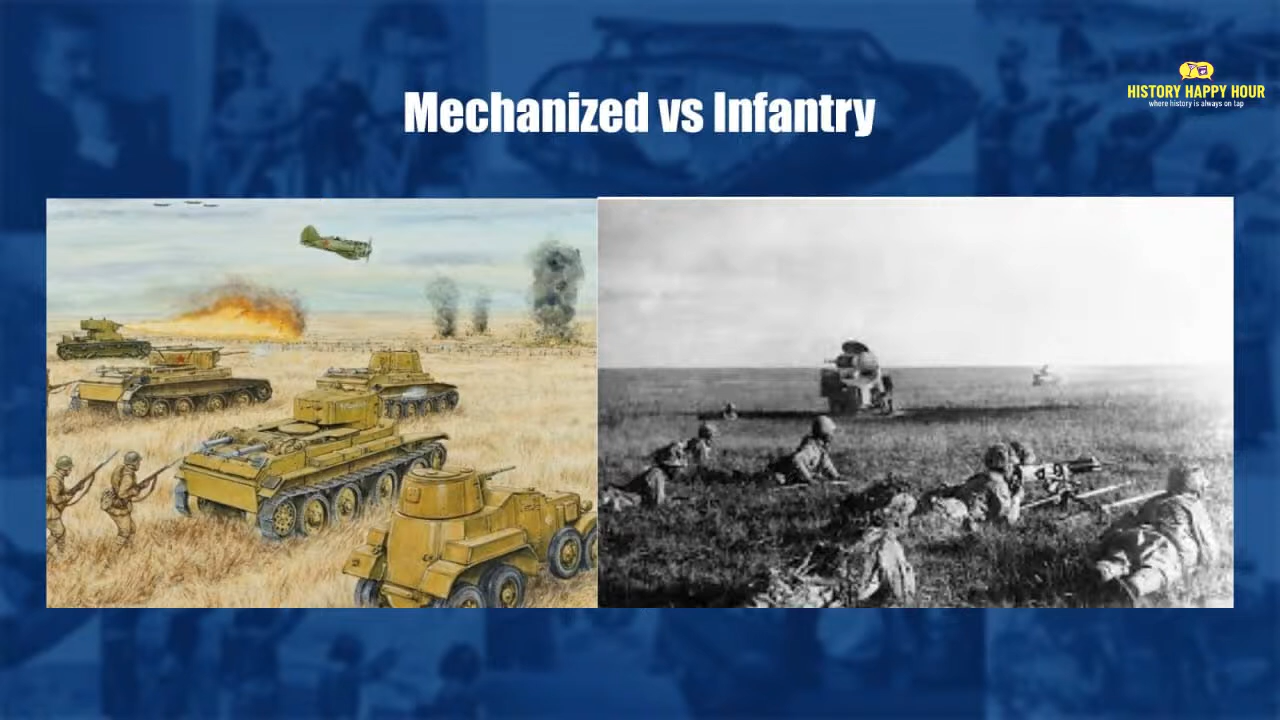 Mechanized vs Infantry
HISTORY HAPPY HOUR
where history is always on tap